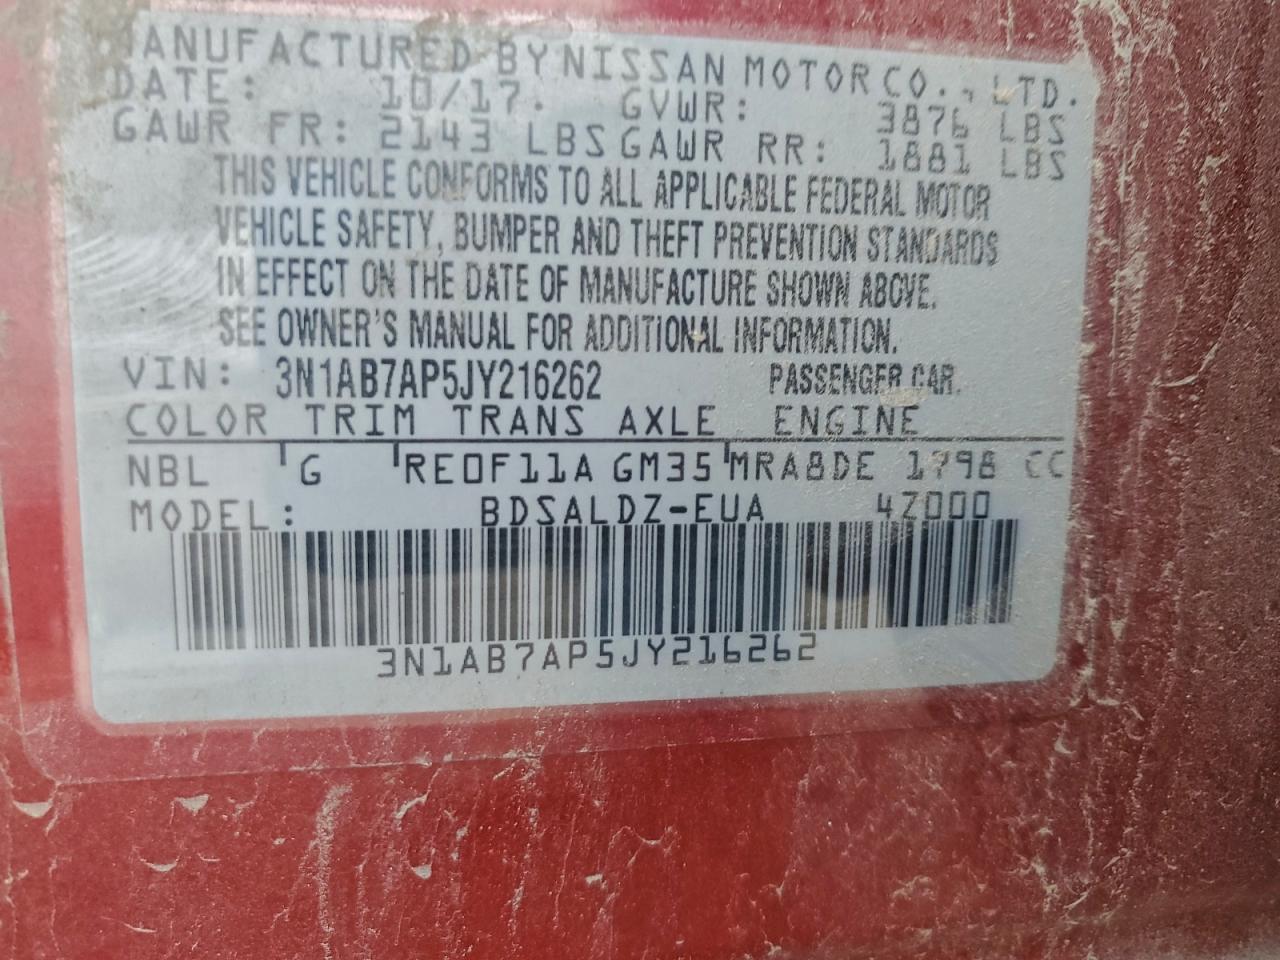 MANUFACTURED BY NISSAN MOTOR CO., LTD.
DATE: 10/17. GVWR: 3876 LBS
GAWR FR: 2143 LBS GAWR RR: 1881 LBS
THIS VEHICLE CONFORMS TO ALL APPLICABLE FEDERAL MOTOR
VEHICLE SAFETY, BUMPER AND THEFT PREVENTION STANDARDS
IN EFFECT ON THE DATE OF MANUFACTURE SHOWN ABOVE.
SEE OWNER'S MANUAL FOR ADDITIONAL INFORMATION.
VIN: 3N1AB7AP5JY216262 PASSENGER CAR.
COLOR TRIM TRANS AXLE ENGINE
NBL G RE0F11A GM35 MRA8DE 1798 CC
MODEL: BDSALDZ-EUA 4Z000
3N1AB7AP5JY216262